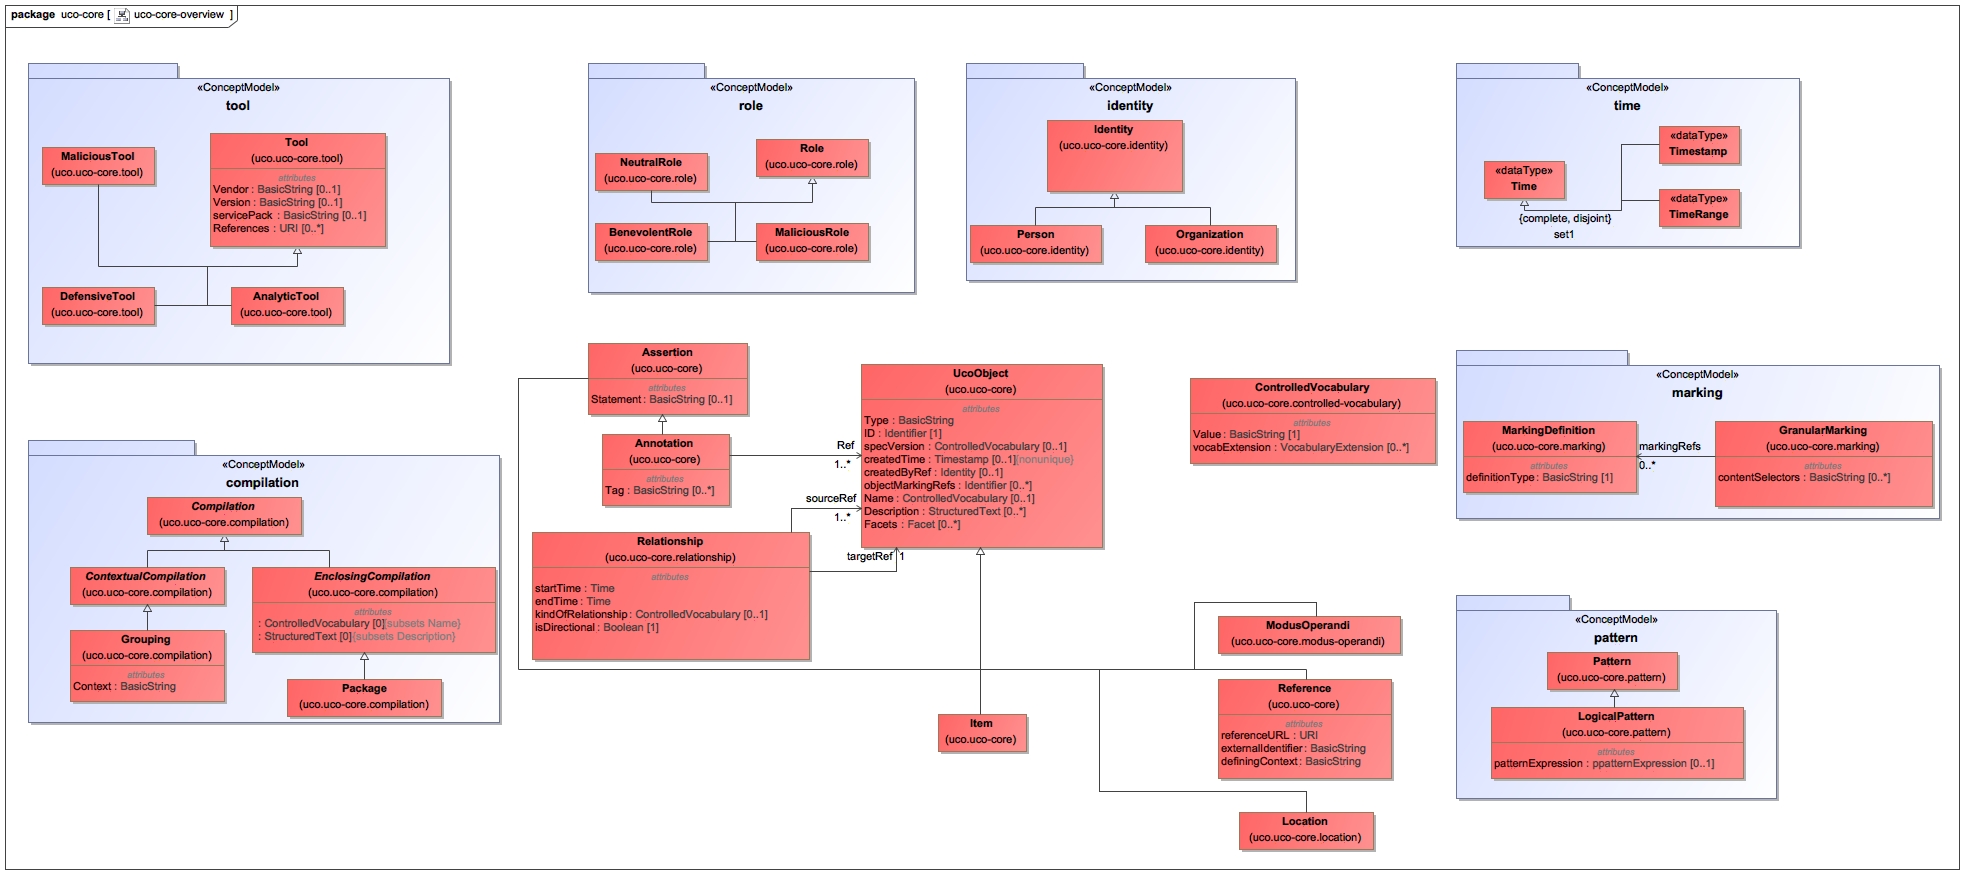 package uco-core [ uco-core-overview ]
«ConceptModel»
tool
MaliciousTool
(uco.uco-core.tool)
Tool
(uco.uco-core.tool)
attributes
Vendor : BasicString [0..1]
Version : BasicString [0..1]
servicePack : BasicString [0..1]
References : URI [0..*]
DefensiveTool
(uco.uco-core.tool)
AnalyticTool
(uco.uco-core.tool)
«ConceptModel»
role
NeutralRole
(uco.uco-core.role)
Role
(uco.uco-core.role)
BenevolentRole
(uco.uco-core.role)
MaliciousRole
(uco.uco-core.role)
«ConceptModel»
identity
Identity
(uco.uco-core.identity)
Person
(uco.uco-core.identity)
Organization
(uco.uco-core.identity)
«ConceptModel»
time
«dataType»
Time
«dataType»
Timestamp
«dataType»
TimeRange
{complete, disjoint}
set1
«ConceptModel»
compilation
Compilation
(uco.uco-core.compilation)
ContextualCompilation
(uco.uco-core.compilation)
EnclosingCompilation
(uco.uco-core.compilation)
attributes
: ControlledVocabulary [0]{subsets Name}
: StructuredText [0]{subsets Description}
Grouping
(uco.uco-core.compilation)
attributes
Context : BasicString
Package
(uco.uco-core.compilation)
Assertion
(uco.uco-core)
attributes
Statement : BasicString [0..1]
Annotation
(uco.uco-core)
attributes
Tag : BasicString [0..*]
Ref
1..*
sourceRef
1..*
targetRef 1
Relationship
(uco.uco-core.relationship)
attributes
startTime : Time
endTime : Time
kindOfRelationship : ControlledVocabulary [0..1]
isDirectional : Boolean [1]
UcoObject
(uco.uco-core)
attributes
Type : BasicString
ID : Identifier [1]
specVersion : ControlledVocabulary [0..1]
createdTime : Timestamp [0..1]{nonunique}
createdByRef : Identity [0..1]
objectMarkingRefs : Identifier [0..*]
Name : ControlledVocabulary [0..1]
Description : StructuredText [0..*]
Facets : Facet [0..*]
Item
(uco.uco-core)
ControlledVocabulary
(uco.uco-core.controlled-vocabulary)
attributes
Value : BasicString [1]
vocabExtension : VocabularyExtension [0..*]
ModusOperandi
(uco.uco-core.modus-operandi)
Reference
(uco.uco-core)
attributes
referenceURL : URI
externalIdentifier : BasicString
definingContext : BasicString
Location
(uco.uco-core.location)
«ConceptModel»
marking
MarkingDefinition
(uco.uco-core.marking)
attributes
definitionType : BasicString [1]
markingRefs
0..*
GranularMarking
(uco.uco-core.marking)
attributes
contentSelectors : BasicString [0..*]
«ConceptModel»
pattern
Pattern
(uco.uco-core.pattern)
LogicalPattern
(uco.uco-core.pattern)
attributes
patternExpression : ppatternExpression [0..1]